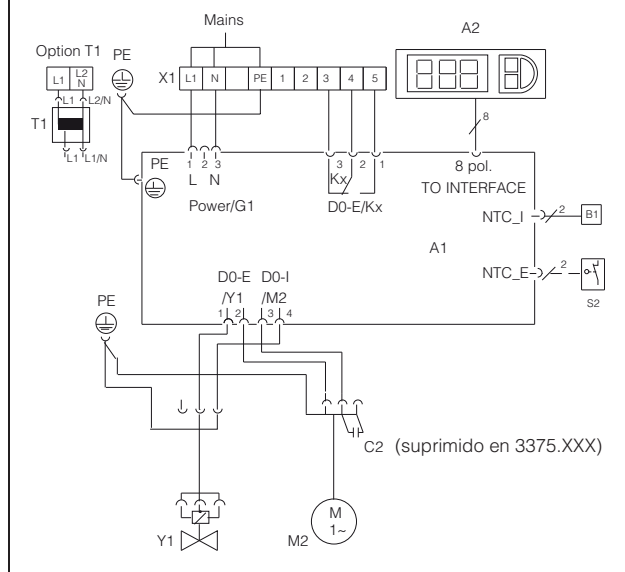 Mains
A2
Option T1
PE
L1
L2
N
X1
L1
N
PE
1
2
3
4
5
L1
L2/N
T1
L1
L1/N
8
PE
1
2
3
L N
Power/G1
3
2
1
Kx
D0-E/Kx
8 pol.
TO INTERFACE
NTC_I
2
B1
A1
NTC_E
2
S2
D0-E
/Y1
D0-I
/M2
1
2
3
4
PE
C2 (suprimido en 3375.XXX)
Y1
M2
M
1~